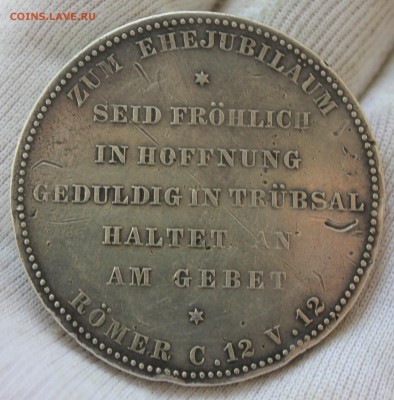 COINS.LAVE.RU
ZUM EHEJUBILÄUM
SEID FRÖHLICH
IN HOFFNUNG
GEDULDIG IN TRÜBSAL
HALTET AN
AM GEBET
RÖMER C. 12 V. 12